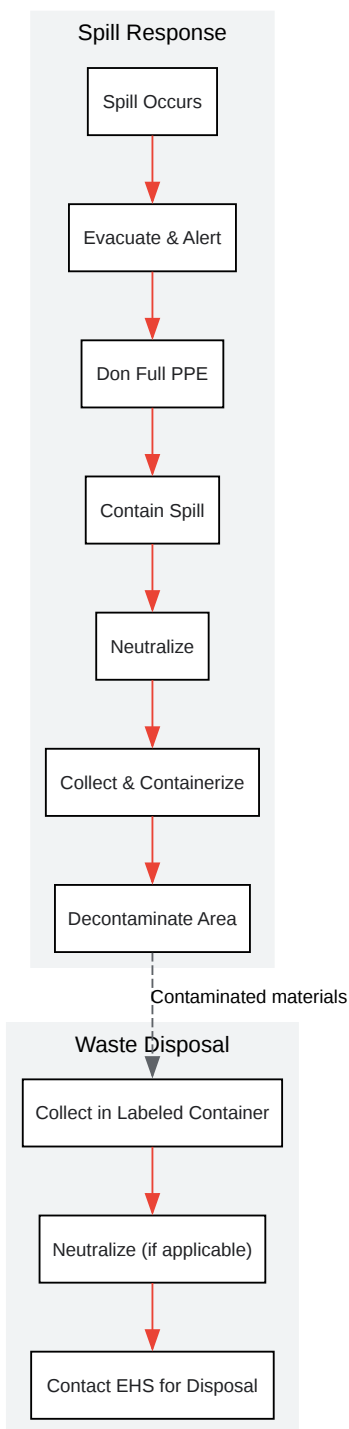 Spill Response
Spill Occurs
Evacuate & Alert
Don Full PPE
Contain Spill
Neutralize
Collect & Containerize
Decontaminate Area
Contaminated materials
Waste Disposal
Collect in Labeled Container
Neutralize (if applicable)
Contact EHS for Disposal